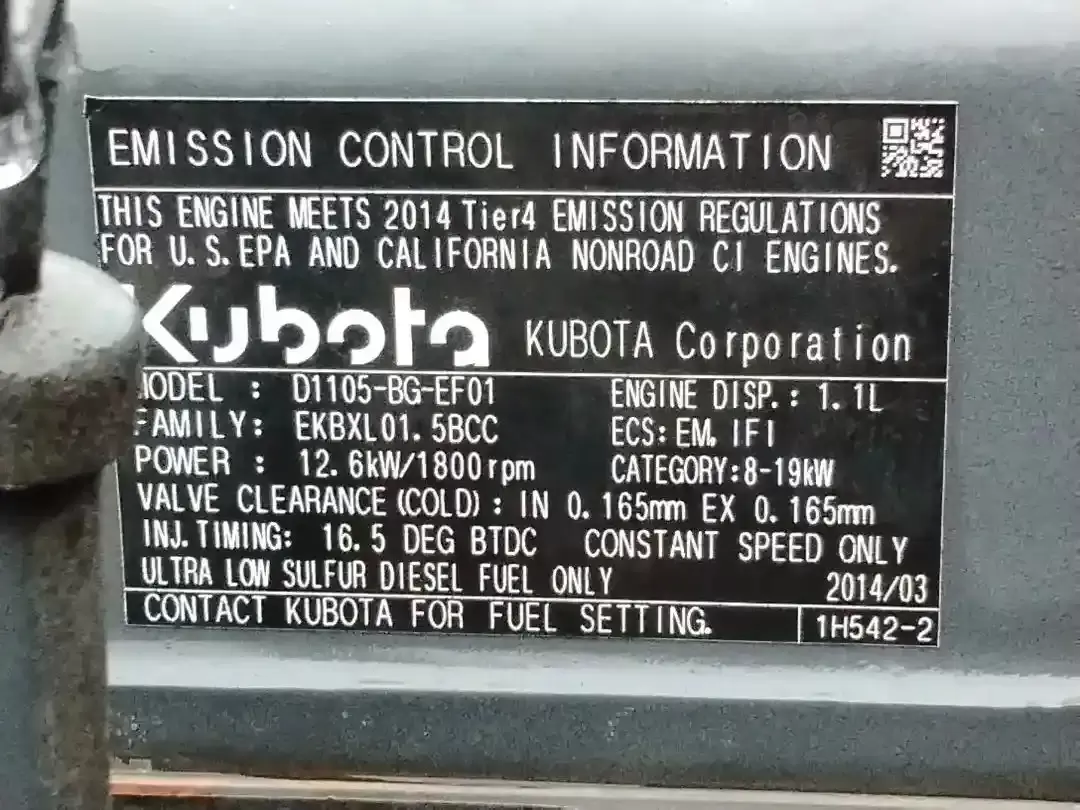 EMISSION CONTROL INFORMATION
THIS ENGINE MEETS 2014 Tier4 EMISSION REGULATIONS
FOR U.S.EPA AND CALIFORNIA NONROAD CI ENGINES.
Kubota KUBOTA Corporation
MODEL : D1105-BG-EF01 ENGINE DISP.: 1.1L
FAMILY: EKBXL01.5BCC ECS:EM, IFI
POWER : 12.6kW/1800rpm CATEGORY:8-19kW
VALVE CLEARANCE(COLD): IN 0.165mm EX 0.165mm
INJ.TIMING: 16.5 DEG BTDC CONSTANT SPEED ONLY
ULTRA LOW SULFUR DIESEL FUEL ONLY 2014/03
CONTACT KUBOTA FOR FUEL SETTING. 1H542-2